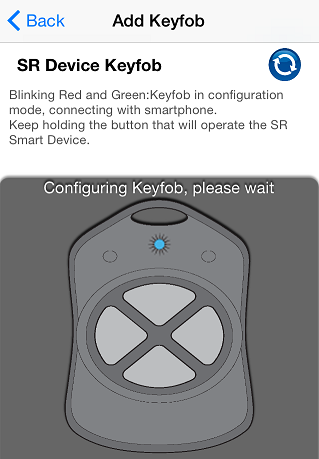 Back
Add Keyfob
SR Device Keyfob
Blinking Red and Green:Keyfob in configuration
mode, connecting with smartphone.
Keep holding the button that will operate the SR
Smart Device.
Configuring Keyfob, please wait